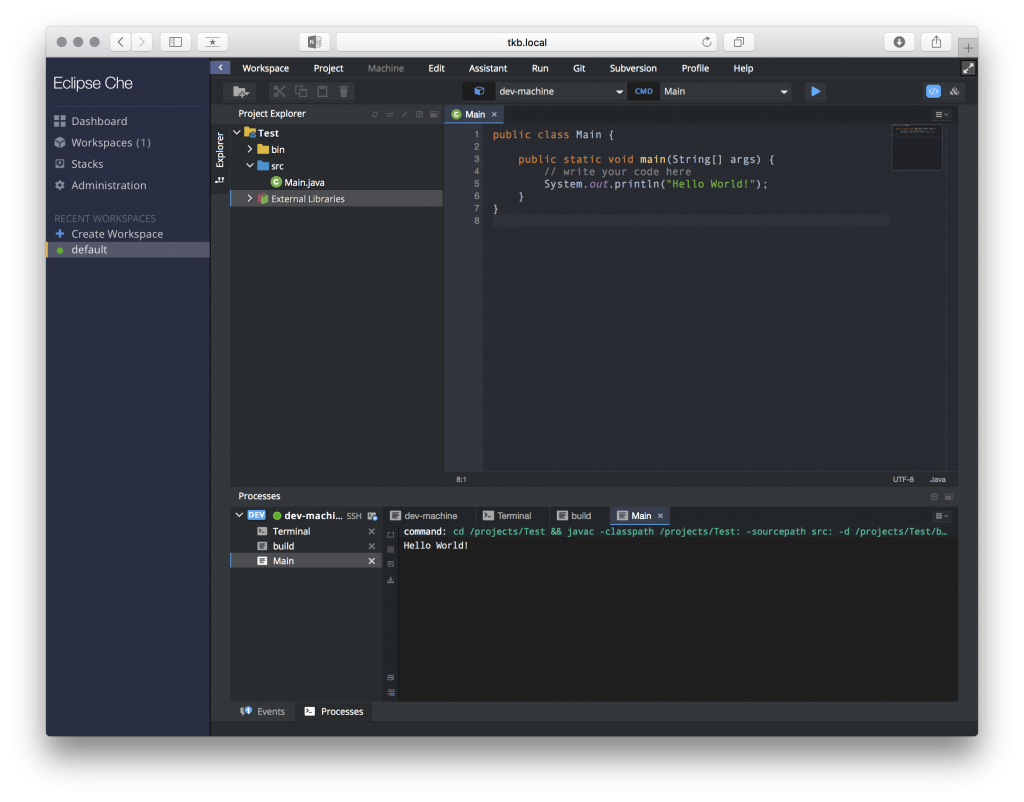 tkb.local
Eclipse Che
Dashboard
Workspaces (1)
Stacks
Administration
RECENT WORKSPACES
Create Workspace
default
Workspace Project Machine Edit Assistant Run Git Subversion Profile Help
dev-machine CMD Main
Project Explorer
Explorer
Test
bin
src
Main.java
External Libraries
Main
1 public class Main {
2
3 public static void main(String[] args) {
4 // write your code here
5 System.out.println("Hello World!");
6 }
7 }
8
8:1 UTF-8 Java
Processes
DEV dev-machi... SSH
Terminal
build
Main
dev-machine Terminal build Main
command: cd /projects/Test && javac -classpath /projects/Test: -sourcepath src: -d /projects/Test/b...
Hello World!
Events Processes